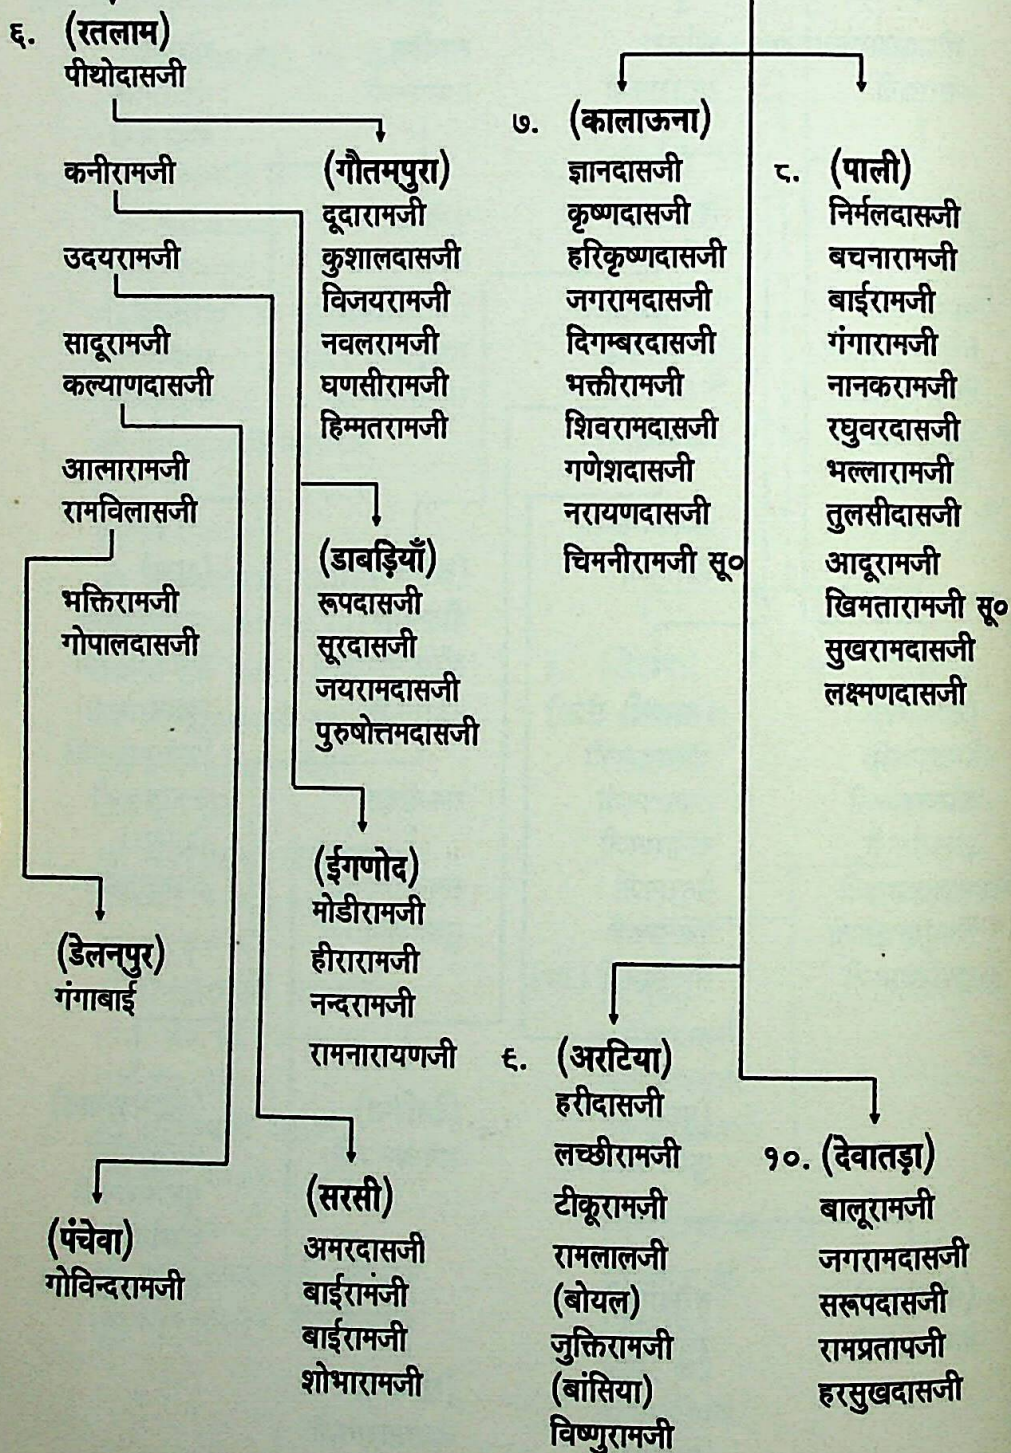 ६. (रतलाम)
पीथोदासजी
कनीरामजी
उदयरामजी
सादूरामजी
कल्याणदासजी
आत्मारामजी
रामविलासजी
भक्तिरामजी
गोपालदासजी
(डेलनपुर)
गंगाबाई
(पंचेवा)
गोविन्दरामजी
(गौतमपुरा)
दूदारामजी
कुशालदासजी
विजयरामजी
नवलरामजी
घणसीरामजी
हिम्मतरामजी
(डाबड़ियाँ)
रूपदासजी
सूरदासजी
जयरामदासजी
पुरुषोत्तमदासजी
(ईगणोद)
मोडीरामजी
हीरारामजी
नन्दरामजी
रामनारायणजी
(सरसी)
अमरदासजी
बाईरामंजी
बाईरामजी
शोभारामजी
७. (कालाऊना)
ज्ञानदासजी
कृष्णदासजी
हरिकृष्णदासजी
जगरामदासजी
दिगम्बरदासजी
भक्तीरामजी
शिवरामदासजी
गणेशदासजी
नरायणदासजी
चिमनीरामजी सू०
८. (पाली)
निर्मलदासजी
बचनारामजी
बाईरामजी
गंगारामजी
नानकरामजी
रघुवरदासजी
भल्लारामजी
तुलसीदासजी
आदूरामजी
खिमतारामजी सू०
सुखरामदासजी
लक्ष्मणदासजी
९. (अरटिया)
हरीदासजी
लच्छीरामजी
टीकूरामज़ी
रामलालजी
(बोयल)
जुक्तिरामजी
(बांसिया)
विष्णुरामजी
१०. (देवातड़ा)
बालूरामजी
जगरामदासजी
सरूपदासजी
रामप्रतापजी
हरसुखदासजी